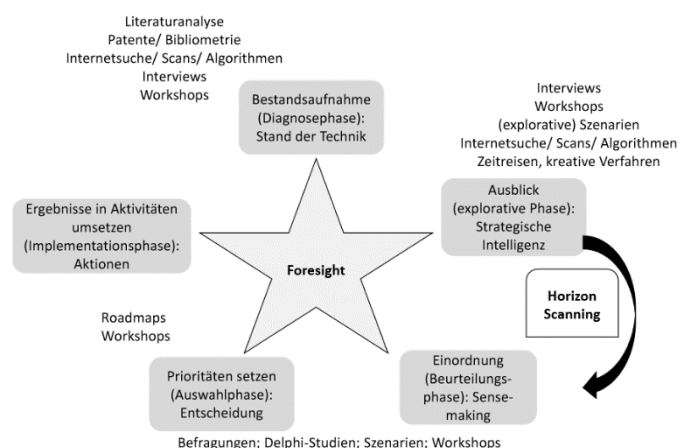 Literaturanalyse
Patente/ Bibliometrie
Internetsuche/ Scans/ Algorithmen
Interviews
Workshops
Bestandsaufnahme
(Diagnosephase):
Stand der Technik
Interviews
Workshops
(explorative) Szenarien
Internetsuche/ Scans/ Algorithmen
Zeitreisen, kreative Verfahren
Ausblick
(explorative Phase):
Strategische
Intelligenz
Ergebnisse in Aktivitäten
umsetzen
(Implementationsphase):
Aktionen
Foresight
Horizon
Scanning
Roadmaps
Workshops
Prioritäten setzen
(Auswahlphase):
Entscheidung
Einordnung
(Beurteilungs-
phase): Sense-
making
Befragungen; Delphi-Studien; Szenarien; Workshops